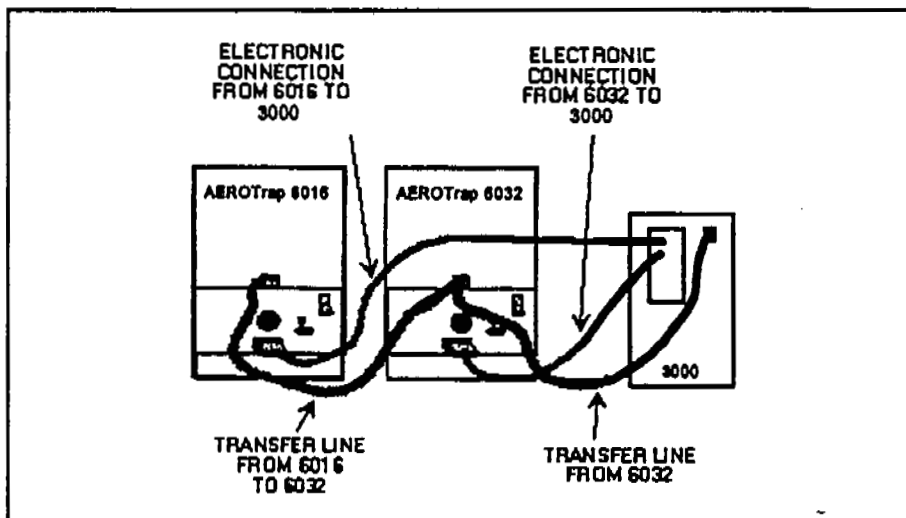 ELECTRONIC
CONNECTION
FROM 6016 TO
3000
ELECTRONIC
CONNECTION
FROM 6032 TO
3000
AEROTrap 6016
AEROTrap 6032
3000
TRANSFER LINE
FROM 6016
TO 6032
TRANSFER LINE
FROM 6032